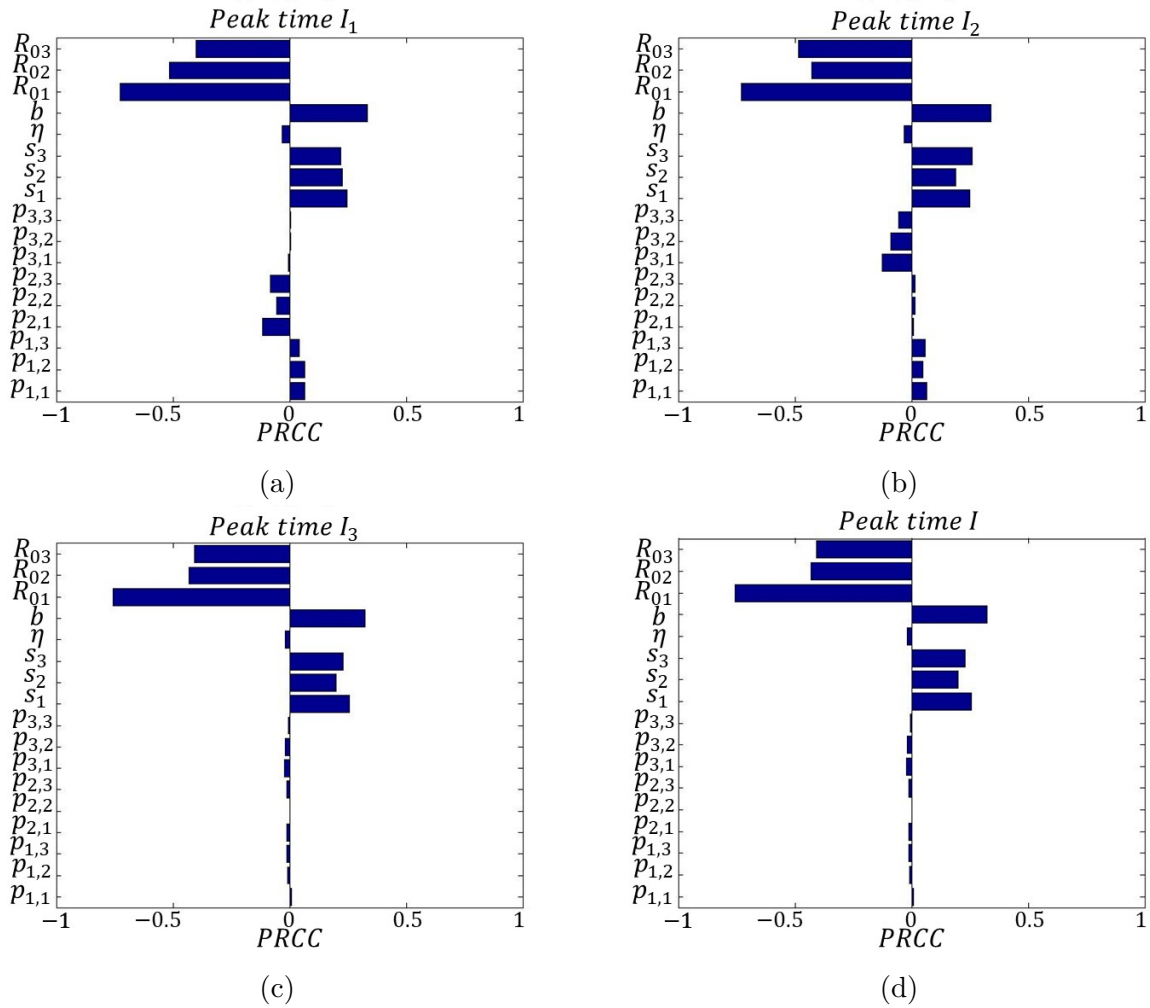 Peak time I₁
R₀₃
R₀₂
R₀₁
b
η
s₃
s₂
s₁
p₃,₃
p₃,₂
p₃,₁
p₂,₃
p₂,₂
p₂,₁
p₁,₃
p₁,₂
p₁,₁
−1 −0.5 0 0.5 1
PRCC
(a)
Peak time I₂
R₀₃
R₀₂
R₀₁
b
η
s₃
s₂
s₁
p₃,₃
p₃,₂
p₃,₁
p₂,₃
p₂,₂
p₂,₁
p₁,₃
p₁,₂
p₁,₁
−1 −0.5 0 0.5 1
PRCC
(b)
Peak time I₃
R₀₃
R₀₂
R₀₁
b
η
s₃
s₂
s₁
p₃,₃
p₃,₂
p₃,₁
p₂,₃
p₂,₂
p₂,₁
p₁,₃
p₁,₂
p₁,₁
−1 −0.5 0 0.5 1
PRCC
(c)
Peak time I
R₀₃
R₀₂
R₀₁
b
η
s₃
s₂
s₁
p₃,₃
p₃,₂
p₃,₁
p₂,₃
p₂,₂
p₂,₁
p₁,₃
p₁,₂
p₁,₁
−1 −0.5 0 0.5 1
PRCC
(d)